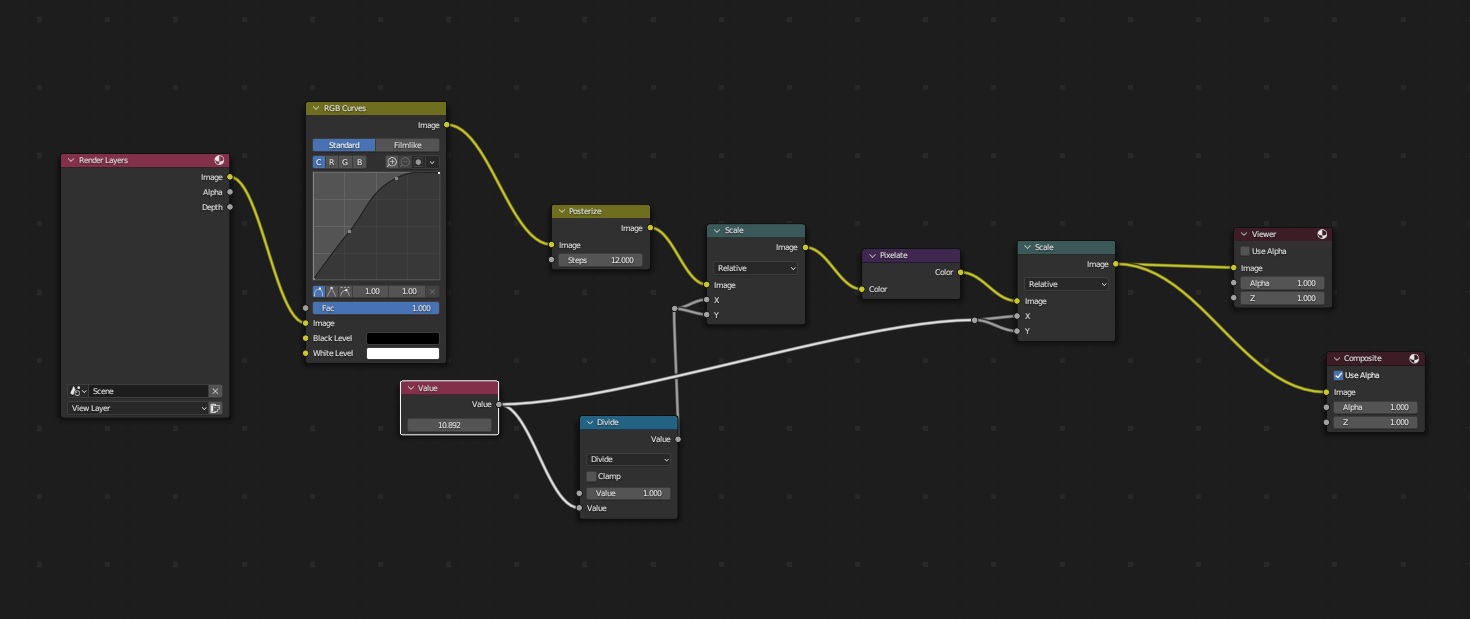 Render Layers
Image
Alpha
Depth
Scene
View Layer
RGB Curves
Image
Standard Filmlike
C R G B
1.00 1.00
Fac 1.000
Image
Black Level
White Level
Value
Value
10.892
Posterize
Image
Image
Steps 12.000
Divide
Value
Divide
Clamp
Value 1.000
Value
Scale
Image
Relative
Image
X
Y
Pixelate
Color
Color
Scale
Image
Relative
Image
X
Y
Viewer
Use Alpha
Image
Alpha 1.000
Z 1.000
Composite
Use Alpha
Image
Alpha 1.000
Z 1.000